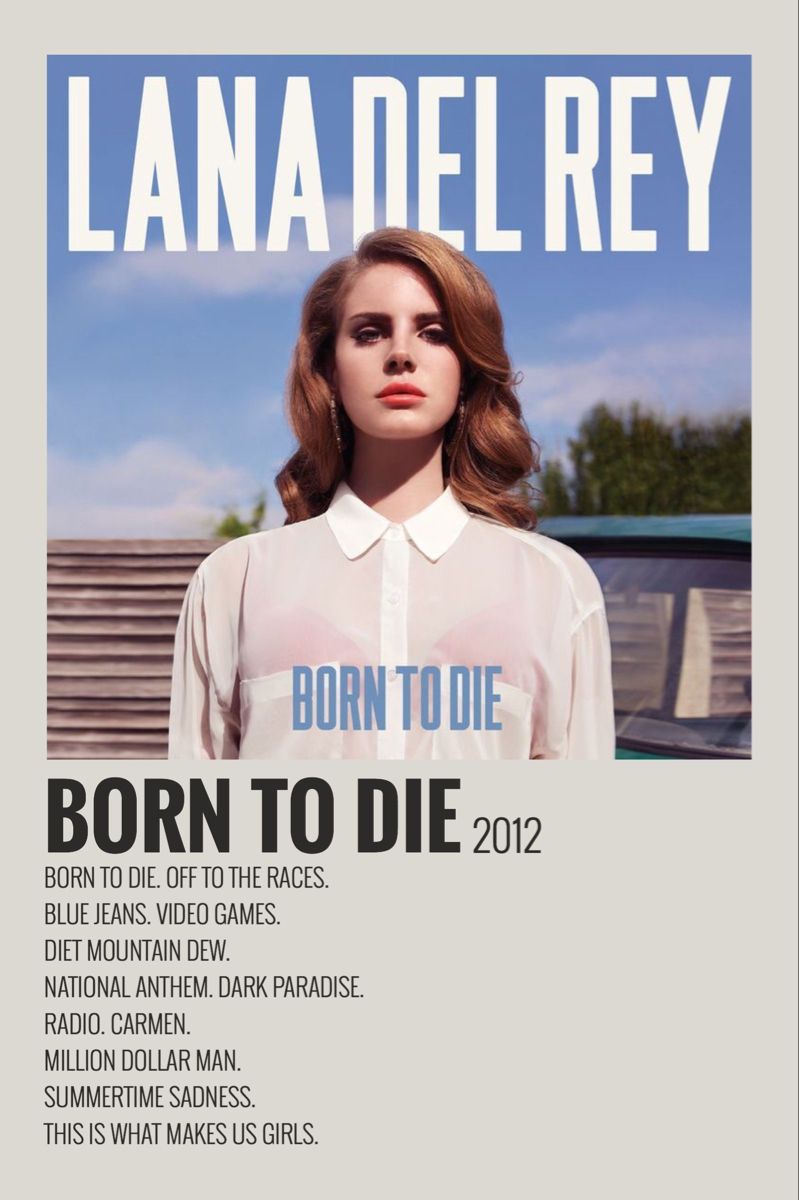 LANA DEL REY
BORN TO DIE
BORN TO DIE 2012
BORN TO DIE. OFF TO THE RACES.
BLUE JEANS. VIDEO GAMES.
DIET MOUNTAIN DEW.
NATIONAL ANTHEM. DARK PARADISE.
RADIO. CARMEN.
MILLION DOLLAR MAN.
SUMMERTIME SADNESS.
THIS IS WHAT MAKES US GIRLS.